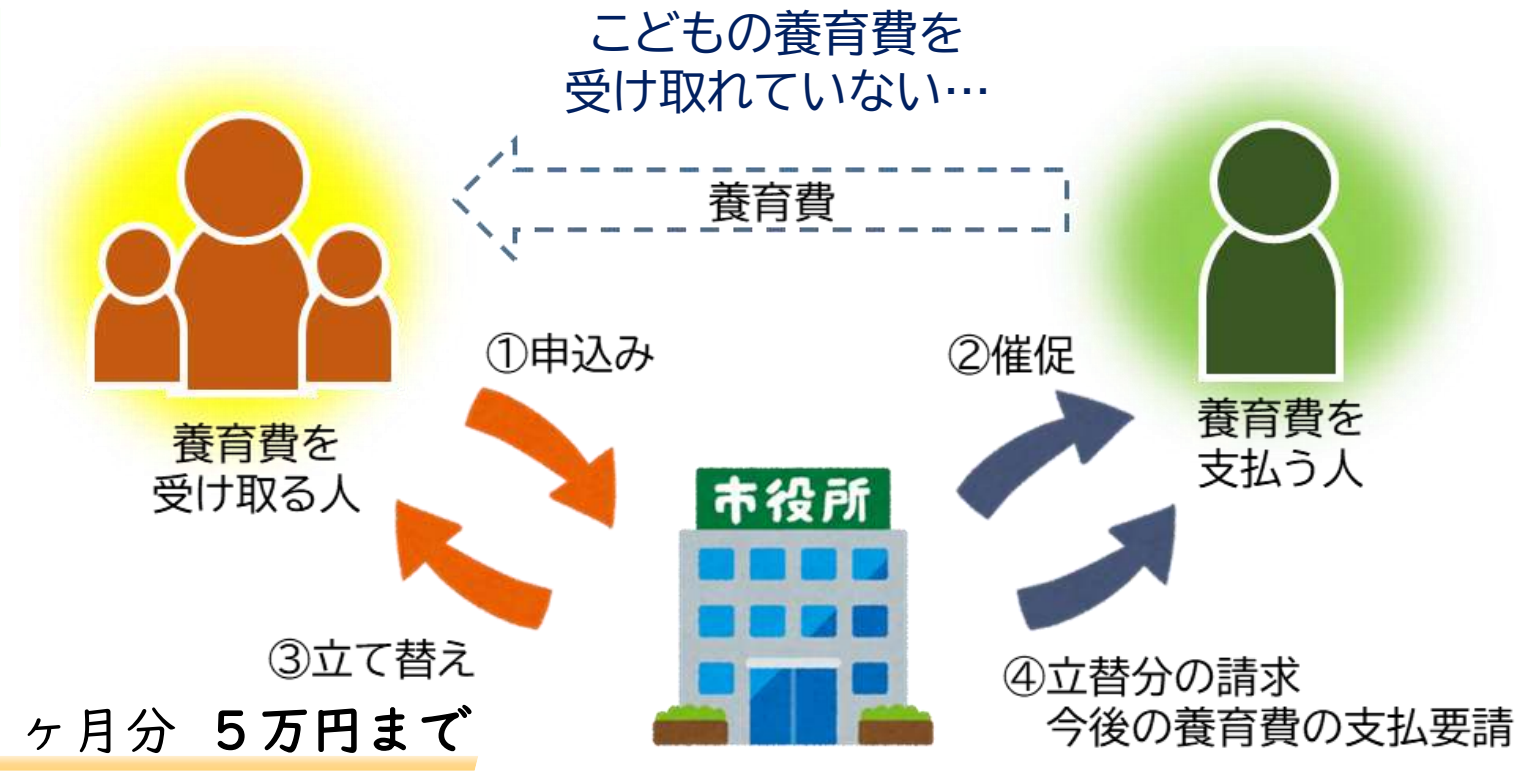 こどもの養育費を
受け取れていない…
養育費
①申込み
②催促
養育費を
受け取る人
養育費を
支払う人
市役所
③立て替え
ヶ月分 ５万円まで
④立替分の請求
今後の養育費の支払要請